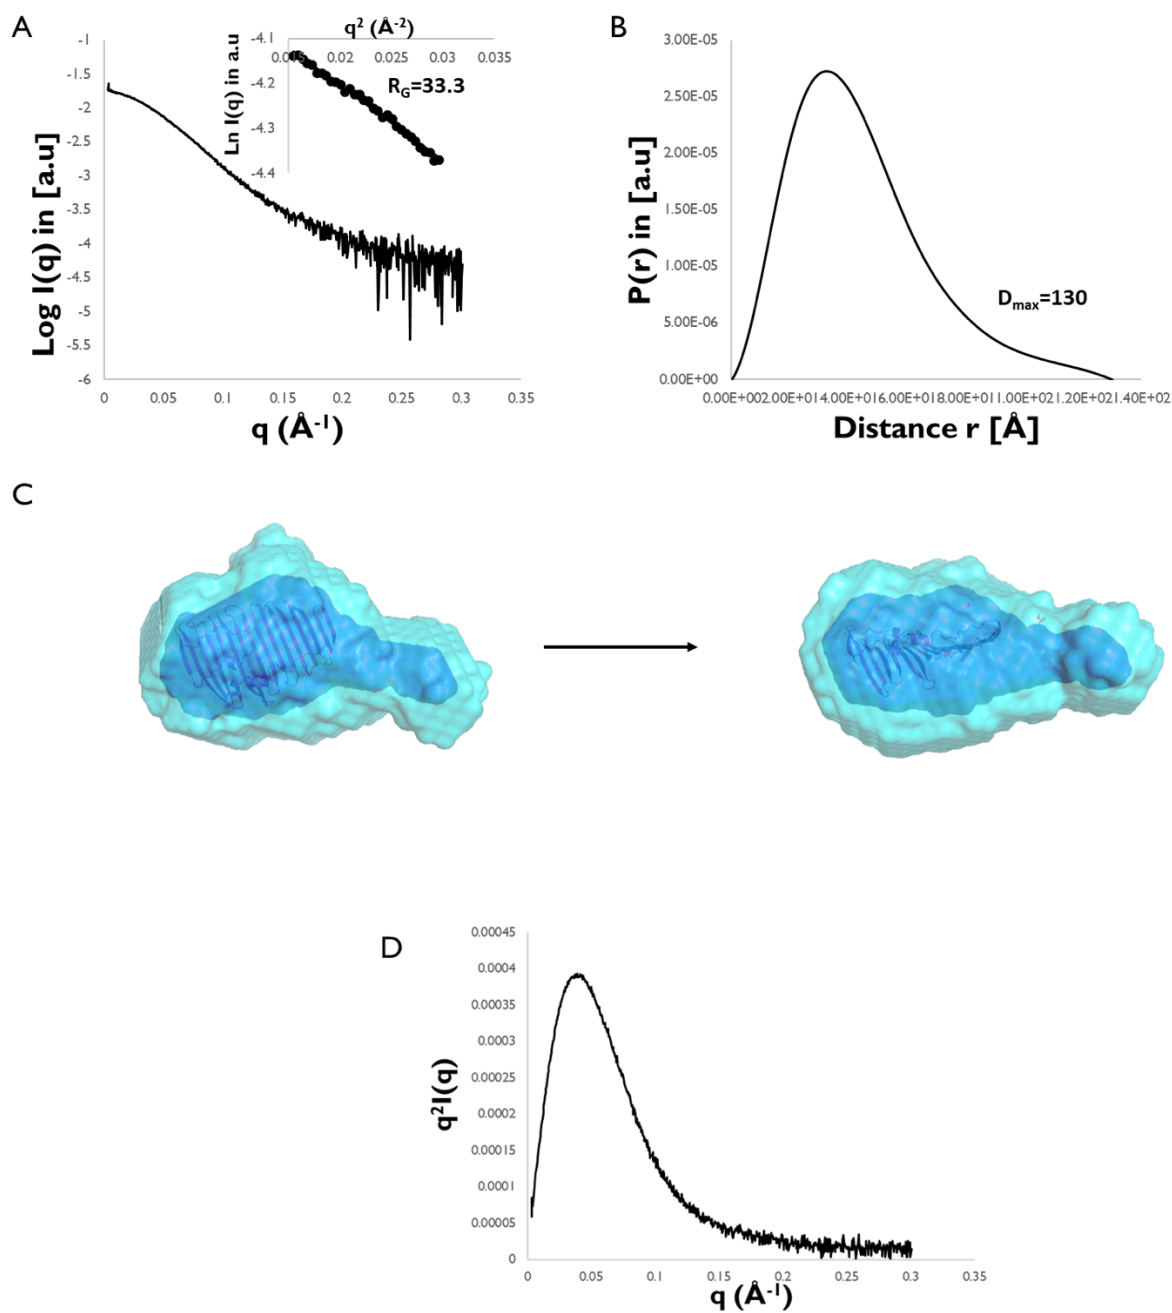 A
-1
-1.5
-2
-2.5
-3
-3.5
-4
-4.5
-5
-5.5
-6
Log I(q) in [a.u]
0 0.05 0.1 0.15 0.2 0.25 0.3 0.35
q (Å⁻¹)
q² (Å⁻²)
0.015 0.02 0.025 0.03 0.035
-4.1
-4.2
-4.3
-4.4
Ln I(q) in a.u
R_G=33.3
B
3.00E-05
2.50E-05
2.00E-05
1.50E-05
1.00E-05
5.00E-06
0.00E+00
P(r) in [a.u]
D_max=130
0.00E+002.00E+014.00E+016.00E+018.00E+011.00E+021.20E+021.40E+02
Distance r [Å]
C
D
0.00045
0.0004
0.00035
0.0003
0.00025
0.0002
0.00015
0.0001
0.00005
0
q²I(q)
0 0.05 0.1 0.15 0.2 0.25 0.3 0.35
q (Å⁻¹)